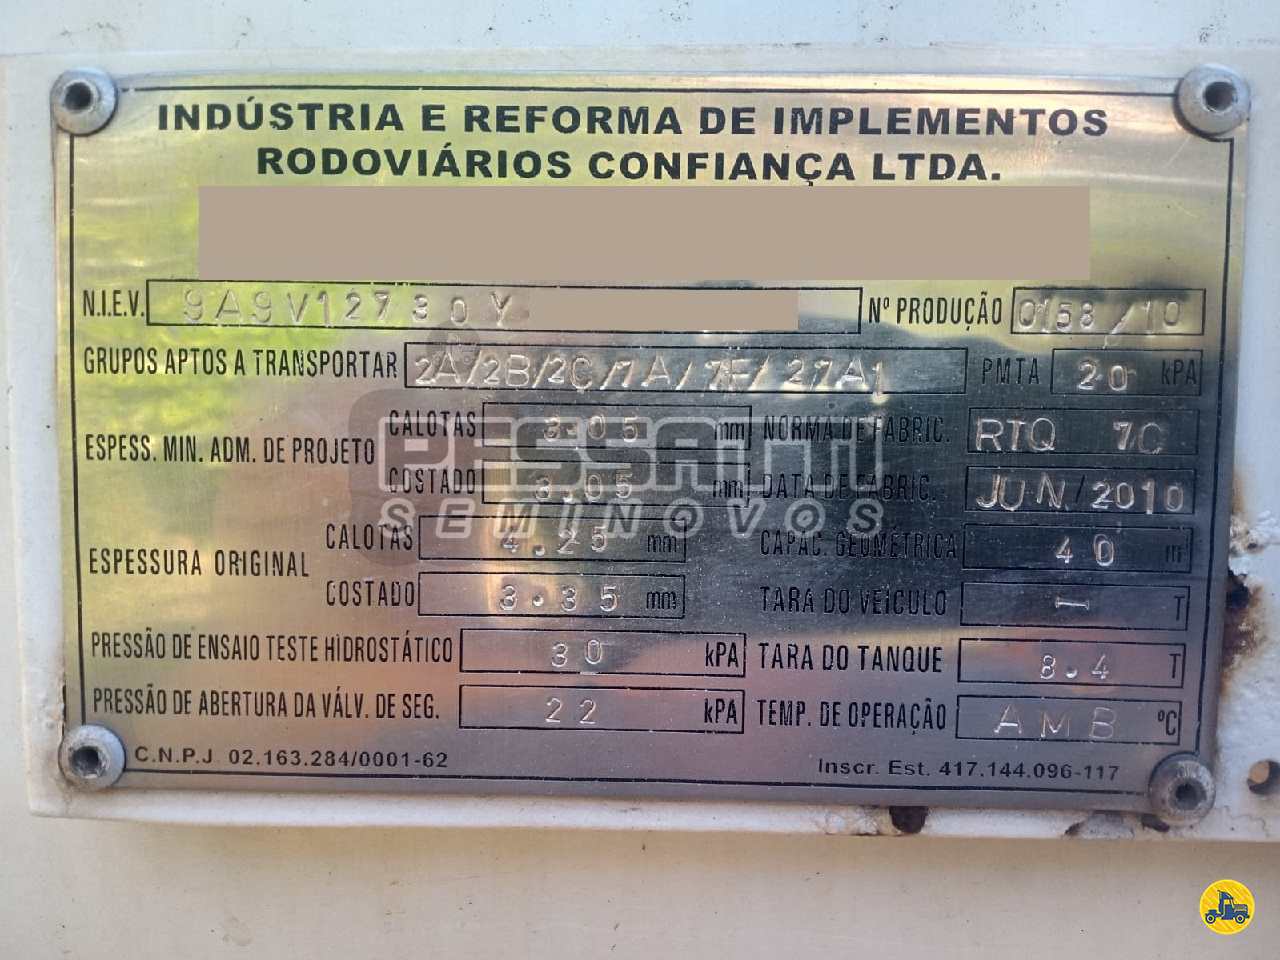 INDÚSTRIA E REFORMA DE IMPLEMENTOS
RODOVIÁRIOS CONFIANÇA LTDA.
N.I.E.V. 9A9V12730Y Nº PRODUÇÃO 0158/10
GRUPOS APTOS A TRANSPORTAR 2A/2B/2C/7A/7F/27A1 PMTA 20 kPA
ESPESS. MIN. ADM. DE PROJETO CALOTAS 3.05 mm NORMA DE FABRIC. RTQ 7C
COSTADO 3.05 mm DATA DE FABRIC. JUN/2010
PESSATTI
SEMINOVOS
ESPESSURA ORIGINAL CALOTAS 4.25 mm CAPAC. GEOMÉTRICA 40 m³
COSTADO 3.35 mm TARA DO VEÍCULO - T
PRESSÃO DE ENSAIO TESTE HIDROSTÁTICO 30 kPA TARA DO TANQUE 8.4 T
PRESSÃO DE ABERTURA DA VÁLV. DE SEG. 22 kPA TEMP. DE OPERAÇÃO AMB ºC
C.N.P.J 02.163.284/0001-62 Inscr. Est. 417.144.096-117